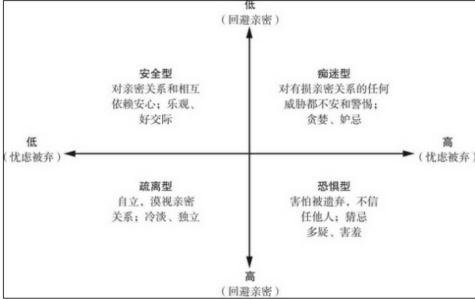 低
（回避亲密）
安全型
对亲密关系和相互
依赖安心；乐观、
好交际
痴迷型
对有损亲密关系的任何
威胁都不安和警惕；
贪婪、妒忌
低
（忧虑被弃）
高
（忧虑被弃）
疏离型
自立，漠视亲密
关系；冷淡、独立
恐惧型
害怕被遗弃，不信
任他人；猜忌
多疑、害羞
高
（回避亲密）